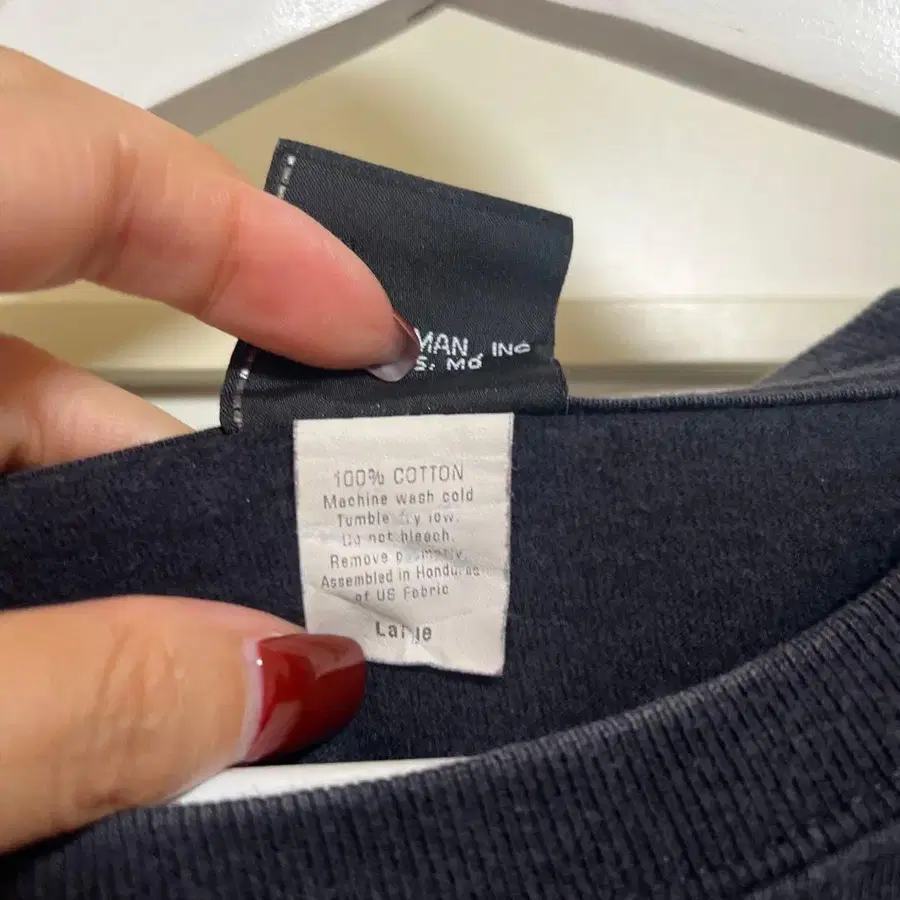 MAN, INC
S. MO
100% COTTON
Machine wash cold
Tumble dry low.
Do not bleach.
Remove promptly.
Assembled in Honduras
of US Fabric
Large